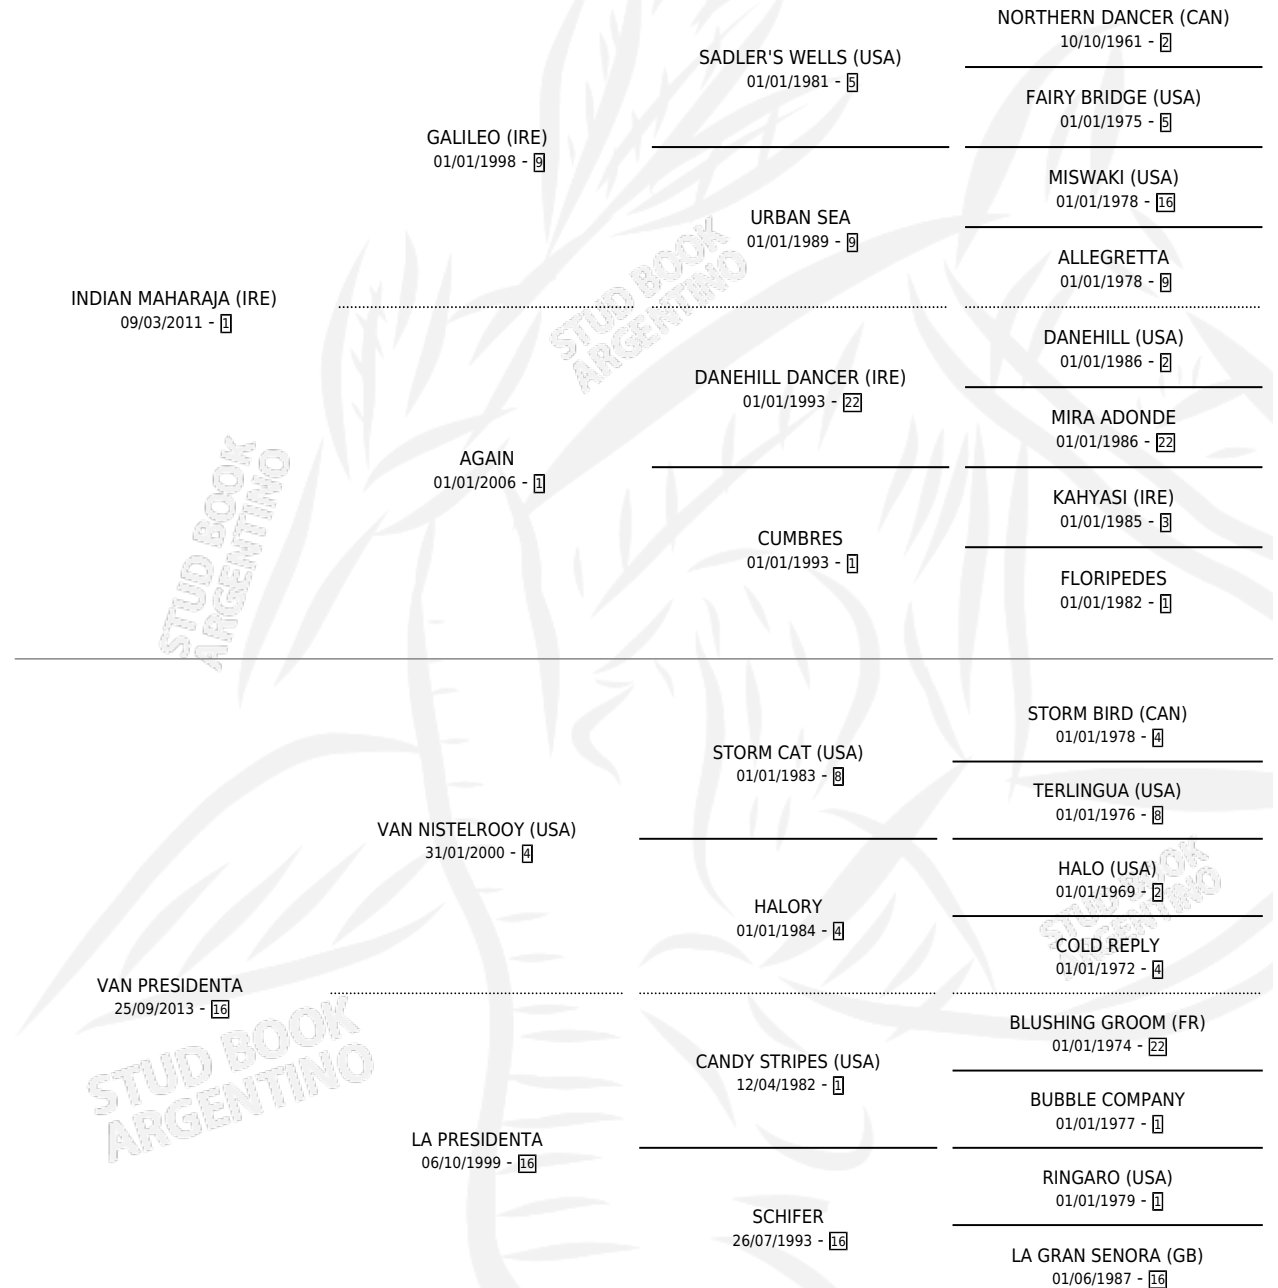 NORTHERN DANCER (CAN)
10/10/1961 - 2
SADLER'S WELLS (USA)
01/01/1981 - 5
FAIRY BRIDGE (USA)
01/01/1975 - 5
GALILEO (IRE)
01/01/1998 - 9
MISWAKI (USA)
01/01/1978 - 16
URBAN SEA
01/01/1989 - 9
ALLEGRETTA
01/01/1978 - 9
INDIAN MAHARAJA (IRE)
09/03/2011 - 1
DANEHILL (USA)
01/01/1986 - 2
DANEHILL DANCER (IRE)
01/01/1993 - 22
MIRA ADONDE
01/01/1986 - 22
AGAIN
01/01/2006 - 1
KAHYASI (IRE)
01/01/1985 - 3
CUMBRES
01/01/1993 - 1
FLORIPEDES
01/01/1982 - 1
STORM BIRD (CAN)
01/01/1978 - 4
STORM CAT (USA)
01/01/1983 - 8
TERLINGUA (USA)
01/01/1976 - 8
VAN NISTELROOY (USA)
31/01/2000 - 4
HALO (USA)
01/01/1969 - 2
HALORY
01/01/1984 - 4
COLD REPLY
01/01/1972 - 4
VAN PRESIDENTA
25/09/2013 - 16
BLUSHING GROOM (FR)
01/01/1974 - 22
CANDY STRIPES (USA)
12/04/1982 - 1
BUBBLE COMPANY
01/01/1977 - 1
LA PRESIDENTA
06/10/1999 - 16
RINGARO (USA)
01/01/1979 - 1
SCHIFER
26/07/1993 - 16
LA GRAN SENORA (GB)
01/06/1987 - 16
STUD BOOK
ARGENTINO
STUD BOOK
ARGENTINO
STUD BOOK
ARGENTINO
STUD BOOK
ARGENTINO